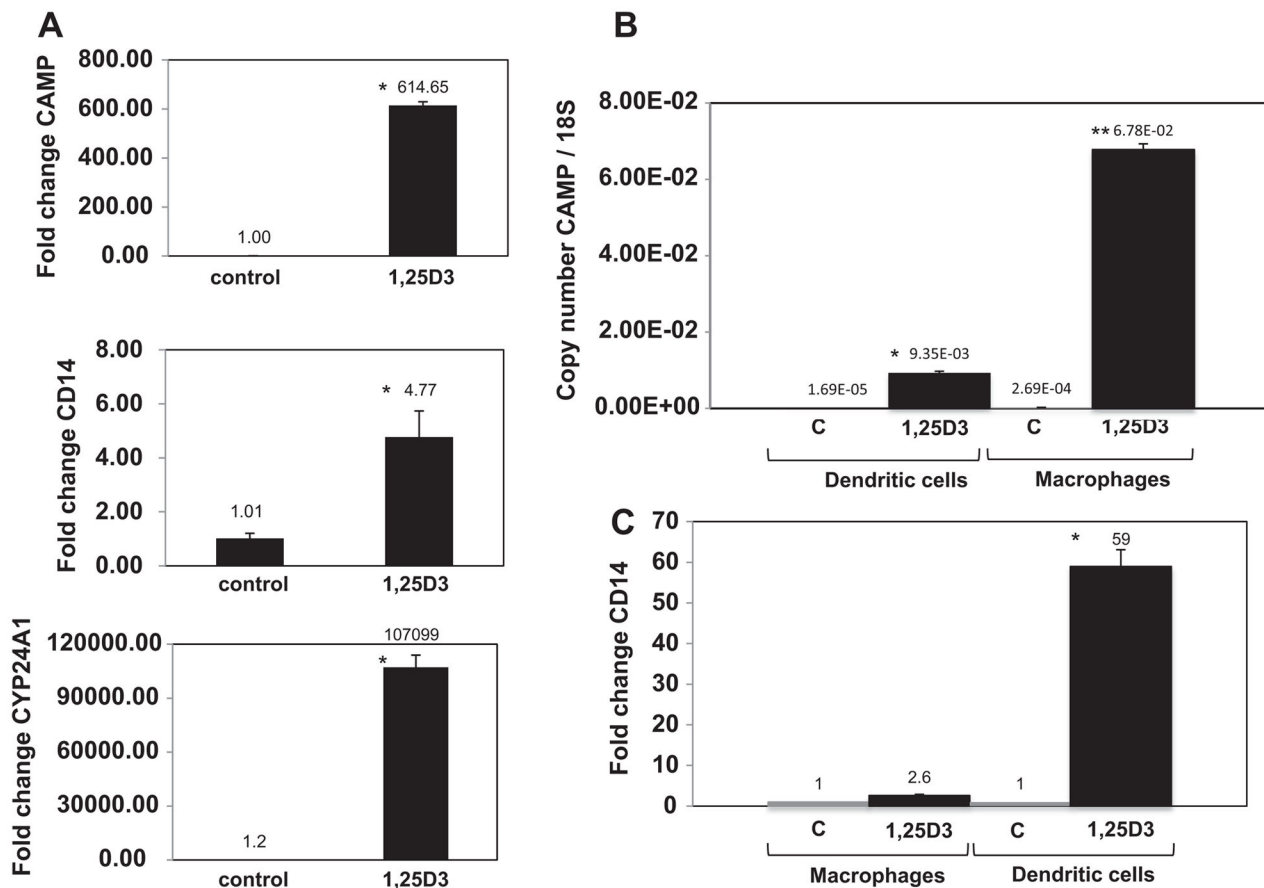 A
Fold change CAMP
800.00
600.00
400.00
200.00
0.00
* 614.65
1.00
control 1,25D3
Fold change CD14
8.00
6.00
4.00
2.00
0.00
* 4.77
1.01
control 1,25D3
Fold change CYP24A1
120000.00
90000.00
60000.00
30000.00
0.00
107099
*
1.2
control 1,25D3
B
Copy number CAMP / 18S
8.00E-02
6.00E-02
4.00E-02
2.00E-02
0.00E+00
** 6.78E-02
* 9.35E-03
1.69E-05 2.69E-04
C 1,25D3 C 1,25D3
Dendritic cells Macrophages
C
Fold change CD14
70
60
50
40
30
20
10
0
* 59
1 2.6 1
C 1,25D3 C 1,25D3
Macrophages Dendritic cells